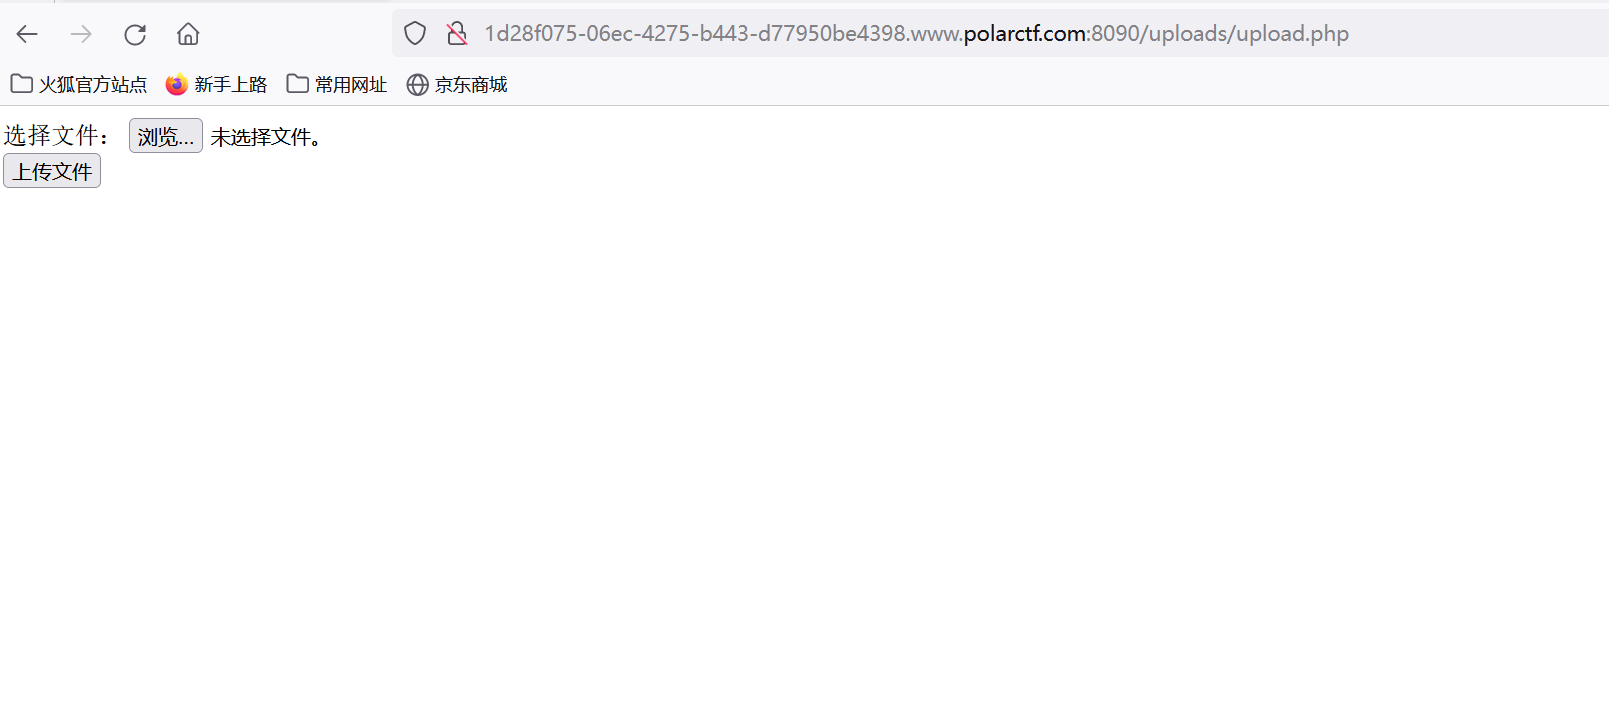 1d28f075-06ec-4275-b443-d77950be4398.www.polarctf.com:8090/uploads/upload.php
火狐官方站点 新手上路 常用网址 京东商城
选择文件： 浏览... 未选择文件。
上传文件